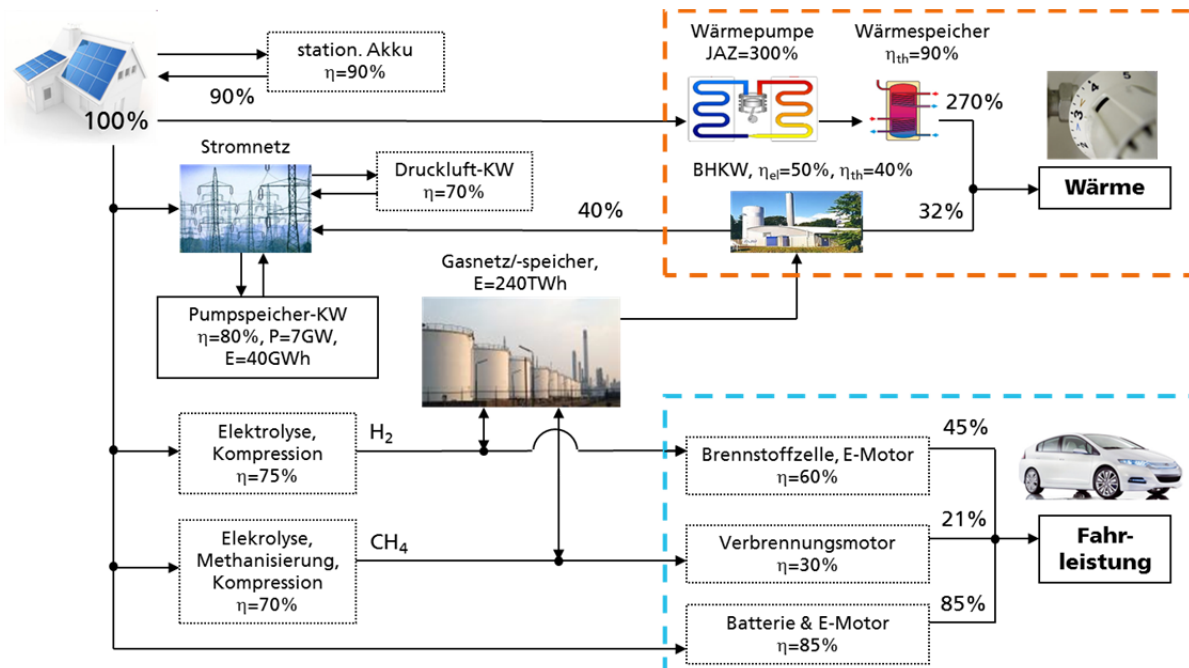 station. Akku
η=90%
90%
100%
Wärmepumpe
JAZ=300%
Wärmespeicher
ηth=90%
270%
Wärme
Stromnetz
Druckluft-KW
η=70%
BHKW, ηel=50%, ηth=40%
40%
32%
Gasnetz/-speicher,
E=240TWh
Pumpspeicher-KW
η=80%, P=7GW,
E=40GWh
Elektrolyse,
Kompression
η=75%
H2
Brennstoffzelle, E-Motor
η=60%
45%
Elekrolyse,
Methanisierung,
Kompression
η=70%
CH4
Verbrennungsmotor
η=30%
21%
Fahr-
leistung
Batterie & E-Motor
η=85%
85%